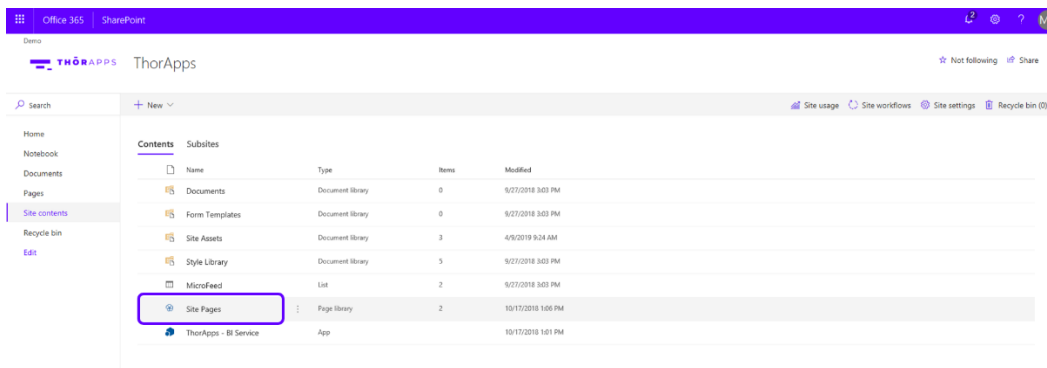 Office 365 SharePoint 2 ?
Demo
THŌRAPPS ThorApps Not following Share
Search New Site usage Site workflows Site settings Recycle bin (0)
Home
Notebook
Documents
Pages
Site contents
Recycle bin
Edit
Contents Subsites
Name Type Items Modified
Documents Document library 0 9/27/2018 3:03 PM
Form Templates Document library 0 9/27/2018 3:03 PM
Site Assets Document library 3 4/9/2019 9:24 AM
Style Library Document library 5 9/27/2018 3:03 PM
MicroFeed List 2 9/27/2018 3:03 PM
Site Pages Page library 2 10/17/2018 1:06 PM
ThorApps - BI Service App 10/17/2018 1:01 PM